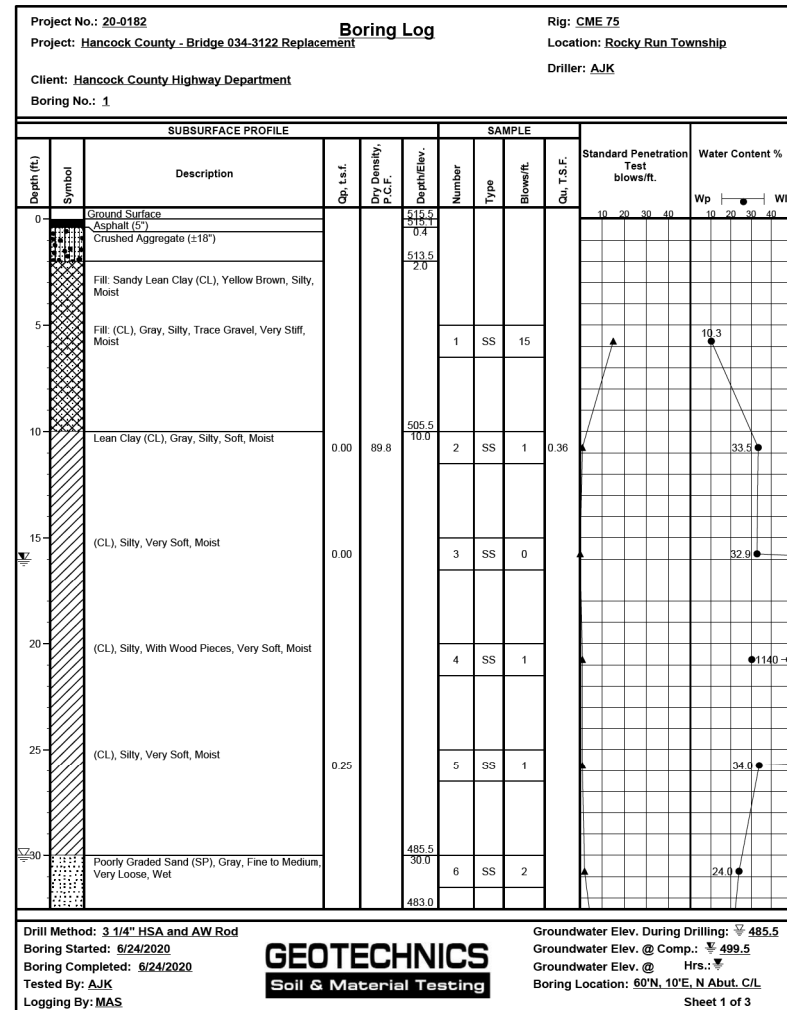 Project No.: 20-0182
Boring Log
Rig: CME 75
Project: Hancock County - Bridge 034-3122 Replacement
Location: Rocky Run Township
Driller: AJK
Client: Hancock County Highway Department
Boring No.: 1
SUBSURFACE PROFILE
SAMPLE
Depth (ft.)
Symbol
Description
Qp, t.s.f.
Dry Density, P.C.F.
Depth/Elev.
Number
Type
Blows/ft.
Qu, T.S.F.
Standard Penetration
Test
blows/ft.
Water Content %
Wp Wl
10 20 30 40
10 20 30 40
0
Ground Surface 515.5
Asphalt (5") 515.1
0.4
Crushed Aggregate (±18")
513.5
2.0
Fill: Sandy Lean Clay (CL), Yellow Brown, Silty,
Moist
5
Fill: (CL), Gray, Silty, Trace Gravel, Very Stiff,
Moist
1 SS 15 10.3
505.5
10
10.0
Lean Clay (CL), Gray, Silty, Soft, Moist
0.00 89.8 2 SS 1 0.36 33.5
15
(CL), Silty, Very Soft, Moist
0.00 3 SS 0 32.9
20
(CL), Silty, With Wood Pieces, Very Soft, Moist
4 SS 1 1140
25
(CL), Silty, Very Soft, Moist
0.25 5 SS 1 34.0
485.5
30
30.0
Poorly Graded Sand (SP), Gray, Fine to Medium,
Very Loose, Wet
6 SS 2 24.0
483.0
Drill Method: 3 1/4" HSA and AW Rod
Boring Started: 6/24/2020
Boring Completed: 6/24/2020
Tested By: AJK
Logging By: MAS
GEOTECHNICS
Soil & Material Testing
Groundwater Elev. During Drilling: 485.5
Groundwater Elev. @ Comp.: 499.5
Groundwater Elev. @ Hrs.:
Boring Location: 60'N, 10'E, N Abut. C/L
Sheet 1 of 3